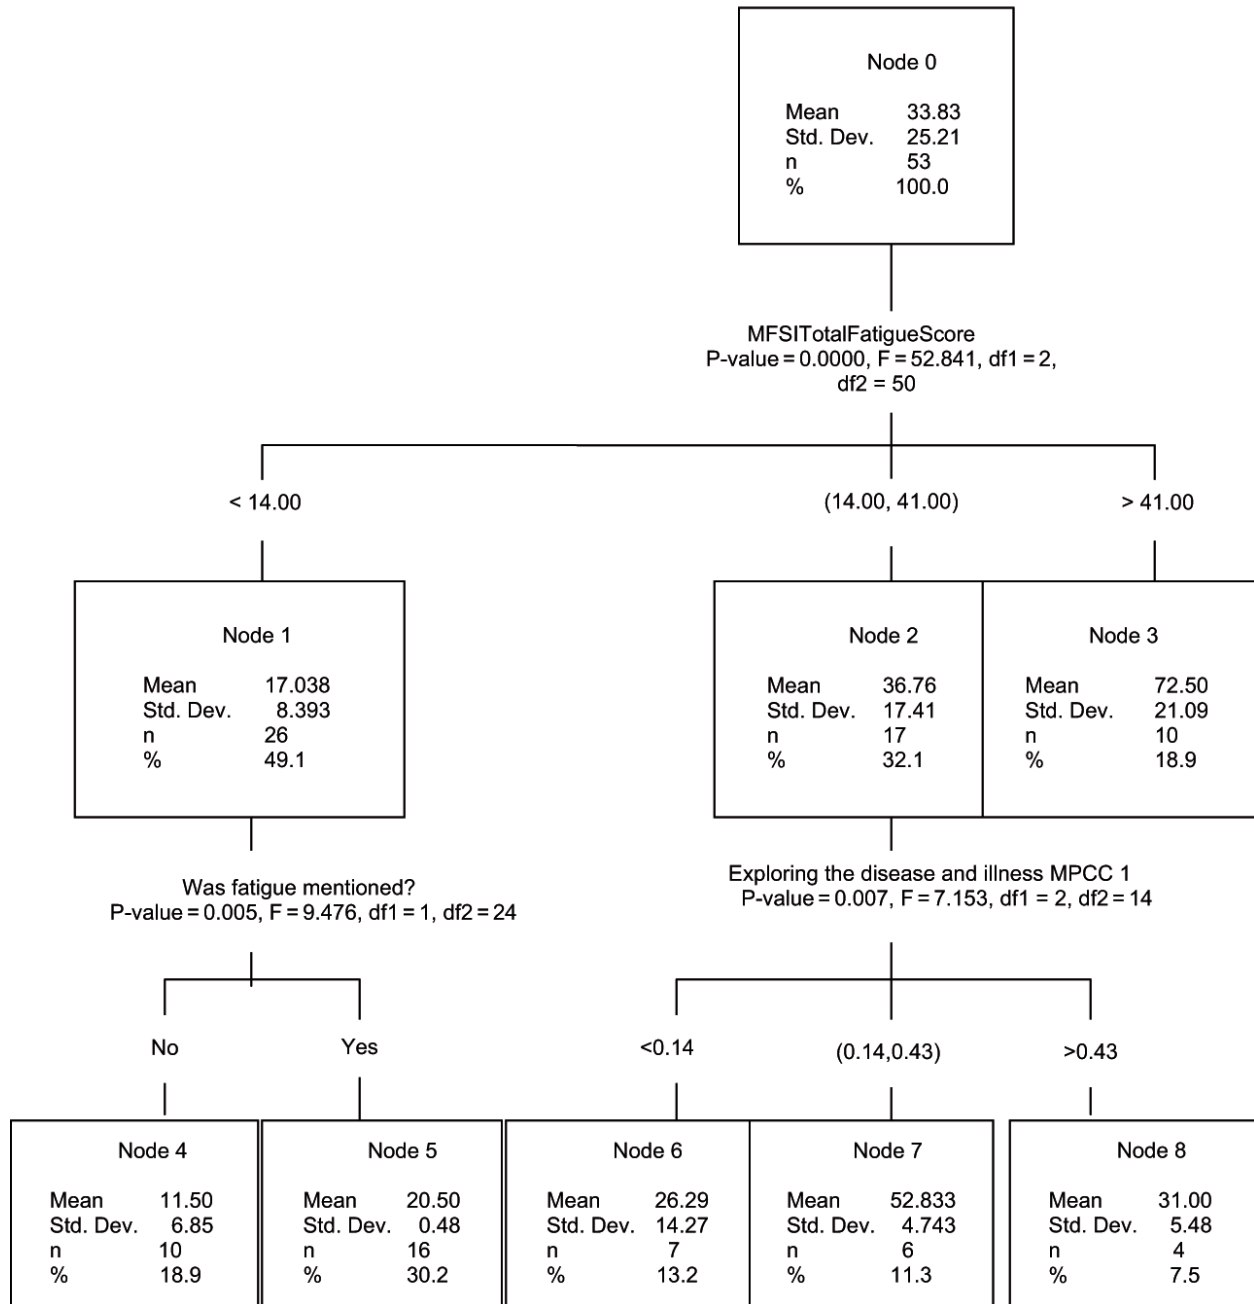 Node 0
Mean 33.83
Std. Dev. 25.21
n 53
% 100.0
MFSITotalFatigueScore
P-value = 0.0000, F = 52.841, df1 = 2,
df2 = 50
< 14.00
(14.00, 41.00)
> 41.00
Node 1
Mean 17.038
Std. Dev. 8.393
n 26
% 49.1
Node 2
Mean 36.76
Std. Dev. 17.41
n 17
% 32.1
Node 3
Mean 72.50
Std. Dev. 21.09
n 10
% 18.9
Was fatigue mentioned?
P-value = 0.005, F = 9.476, df1 = 1, df2 = 24
Exploring the disease and illness MPCC 1
P-value = 0.007, F = 7.153, df1 = 2, df2 = 14
No
Yes
<0.14
(0.14,0.43)
>0.43
Node 4
Mean 11.50
Std. Dev. 6.85
n 10
% 18.9
Node 5
Mean 20.50
Std. Dev. 0.48
n 16
% 30.2
Node 6
Mean 26.29
Std. Dev. 14.27
n 7
% 13.2
Node 7
Mean 52.833
Std. Dev. 4.743
n 6
% 11.3
Node 8
Mean 31.00
Std. Dev. 5.48
n 4
% 7.5